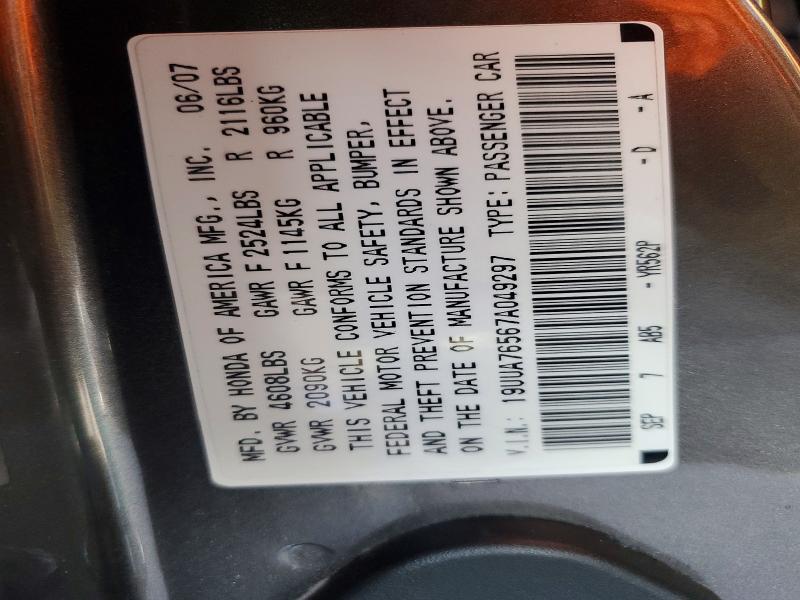 MFD. BY HONDA OF AMERICA MFG., INC. 06/07
GVWR 4608LBS GAWR F 2524LBS R 2116LBS
GVWR 2090KG GAWR F 1145KG R 960KG
THIS VEHICLE CONFORMS TO ALL APPLICABLE
FEDERAL MOTOR VEHICLE SAFETY, BUMPER,
AND THEFT PREVENTION STANDARDS IN EFFECT
ON THE DATE OF MANUFACTURE SHOWN ABOVE.
V.I.N.: 19UUA76567A049297 TYPE: PASSENGER CAR
SEP 7 AB5 -YR562P -D -A